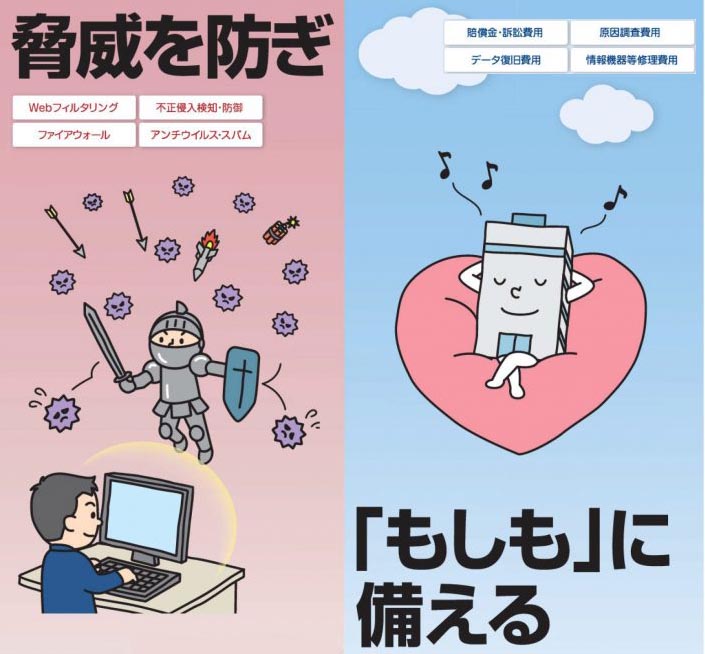 脅威を防ぎ
Webフィルタリング
不正侵入検知・防御
ファイアウォール
アンチウイルス・スパム
賠償金・訴訟費用
原因調査費用
データ復旧費用
情報機器等修理費用
「もしも」に
備える